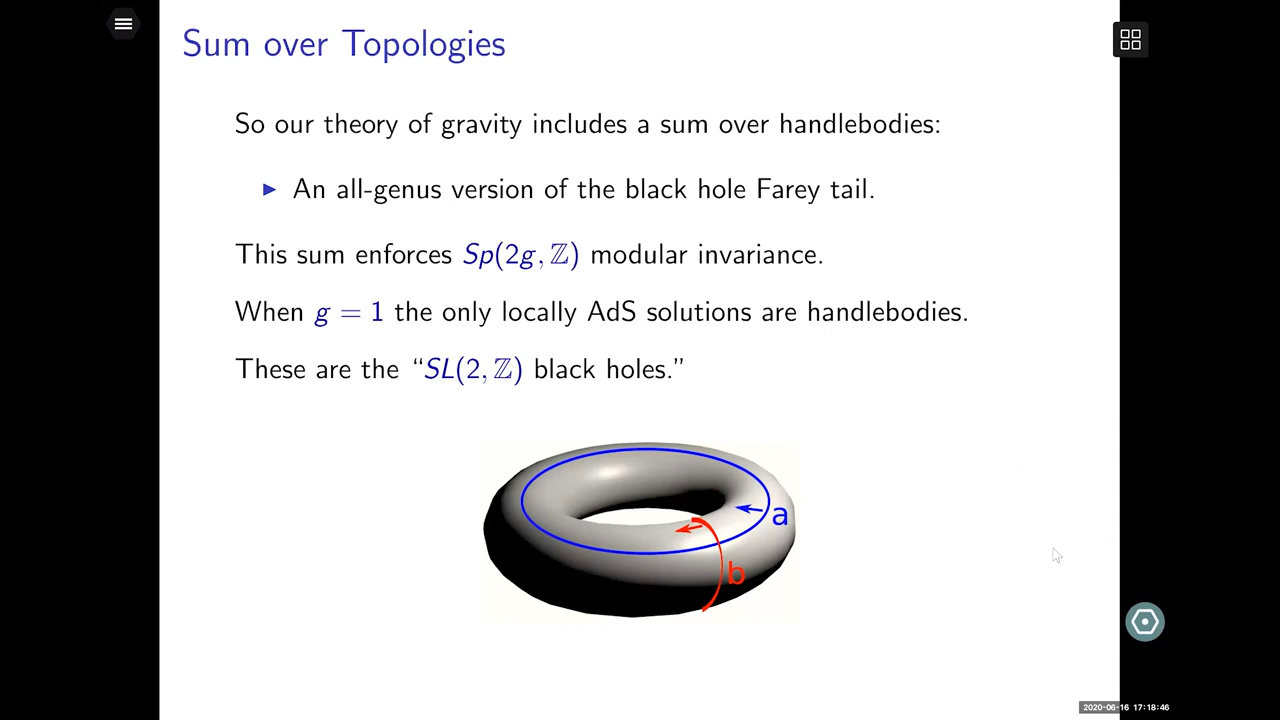 Sum over Topologies
So our theory of gravity includes a sum over handlebodies:
▶ An all-genus version of the black hole Farey tail.
This sum enforces Sp(2g, ℤ) modular invariance.
When g = 1 the only locally AdS solutions are handlebodies.
These are the “SL(2, ℤ) black holes.”
a
b
2020-06-16 17:18:46